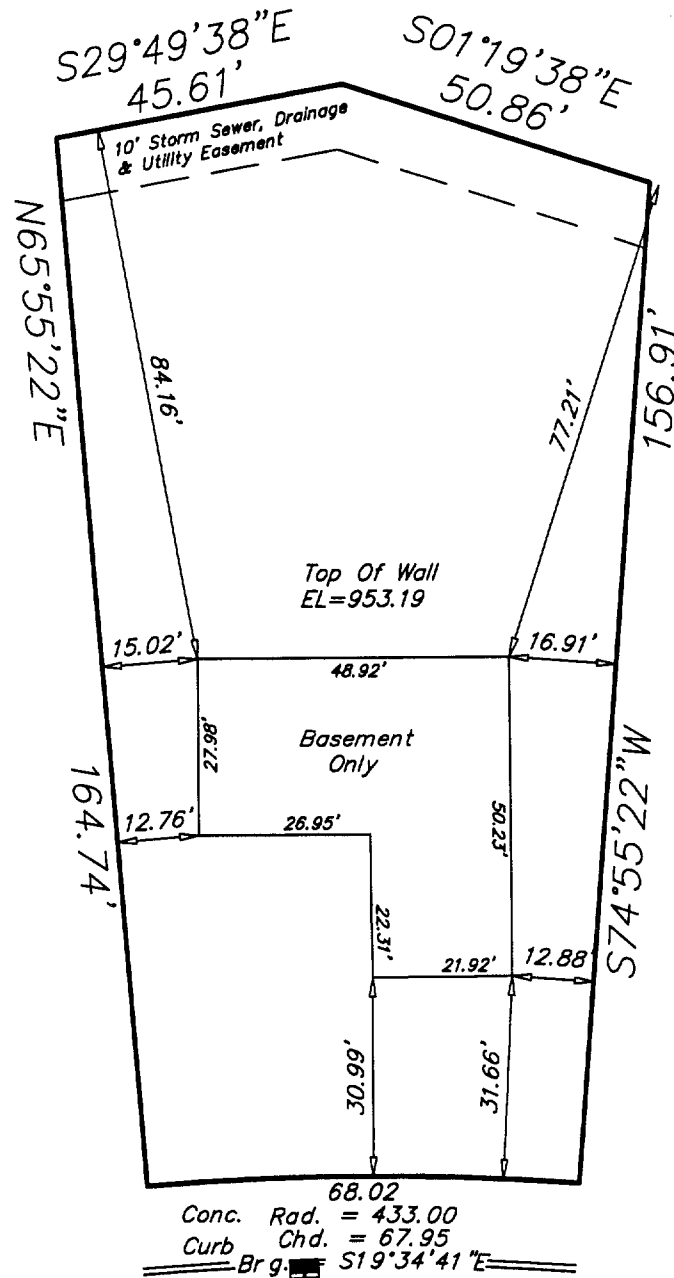 S29°49'38"E
45.61'
S01°19'38"E
50.86'
10' Storm Sewer, Drainage
& Utility Easement
N65°55'22"E
164.74'
84.16'
77.21'
156.91'
S74°55'22"W
Top Of Wall
EL=953.19
15.02'
48.92'
16.91'
27.98'
Basement
Only
50.23'
12.76'
26.95'
22.31'
21.92'
12.88'
30.99'
31.66'
68.02
Conc. Rad. = 433.00
Curb Chd. = 67.95
Brg. = S19°34'41"E